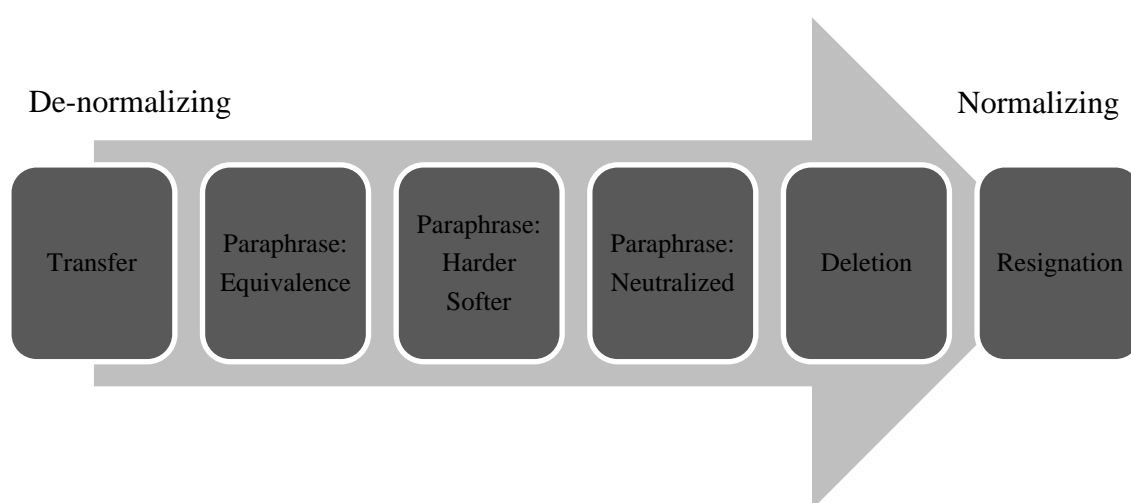 De-normalizing
Normalizing
Transfer
Paraphrase:
Equivalence
Paraphrase:
Harder
Softer
Paraphrase:
Neutralized
Deletion
Resignation